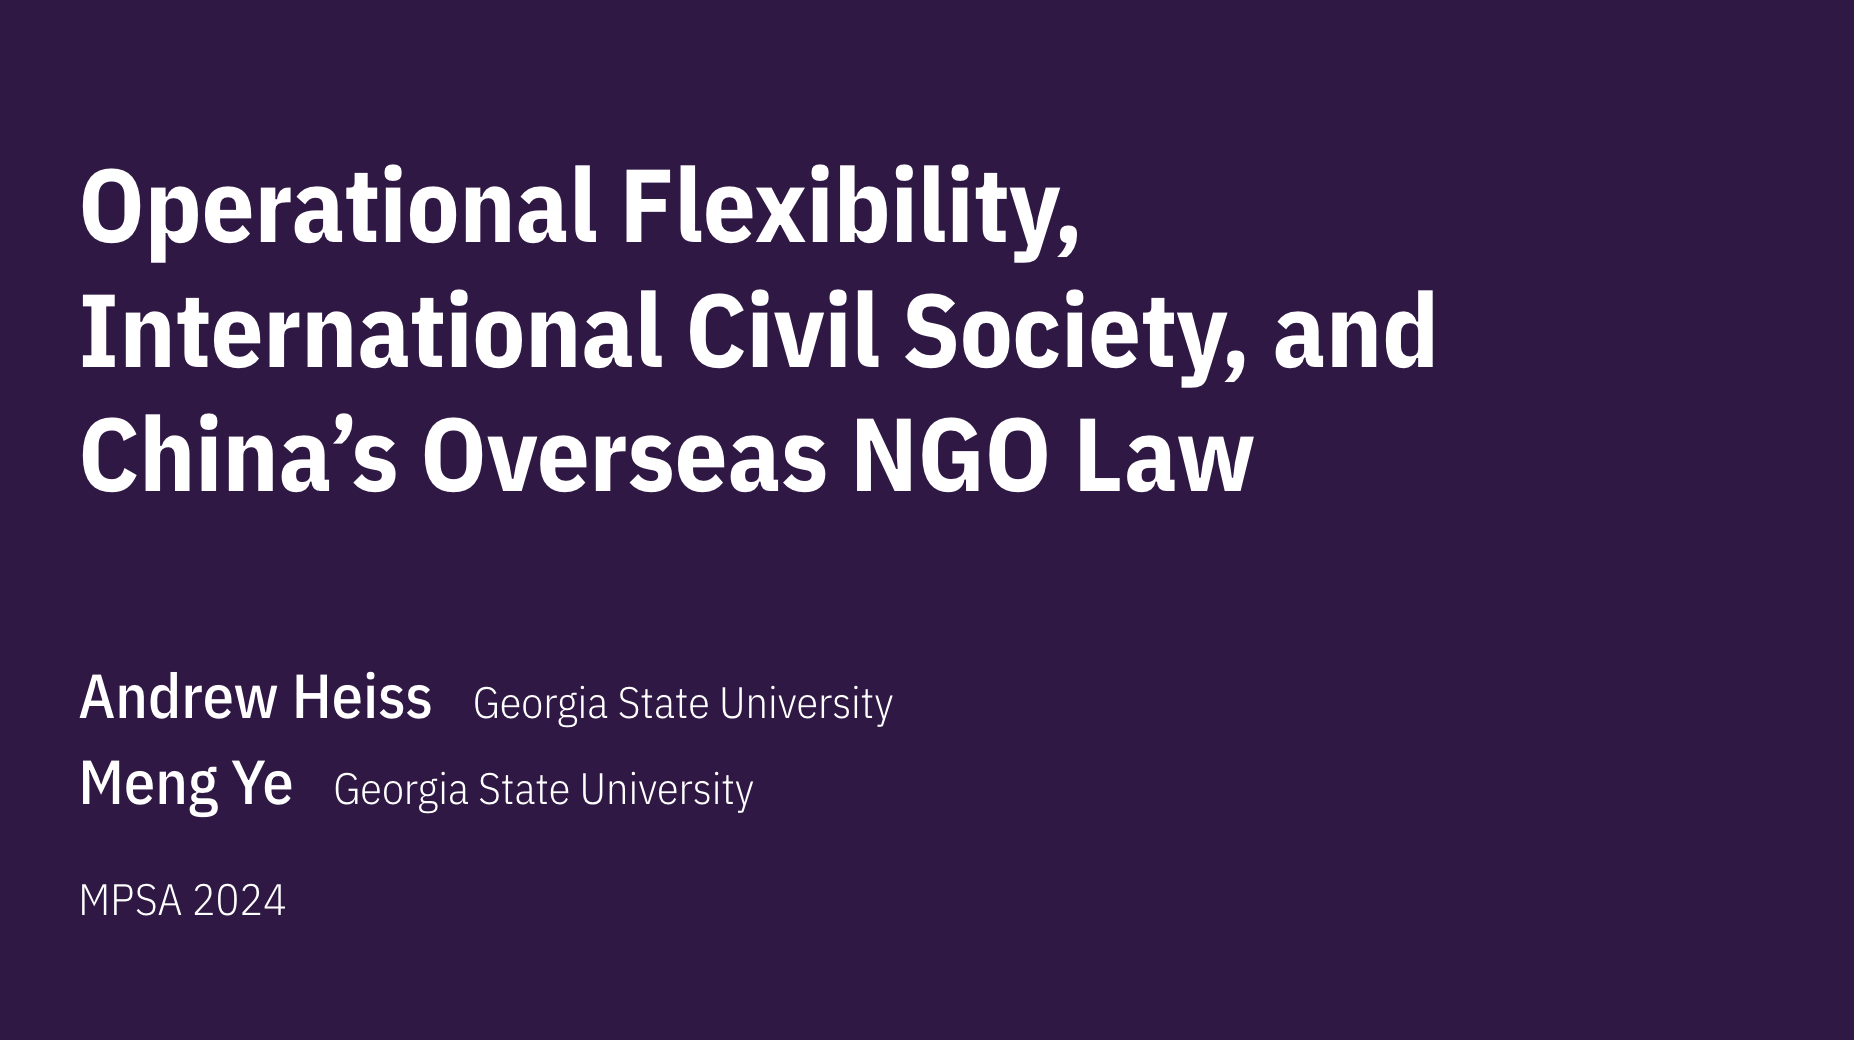 Operational Flexibility,
International Civil Society, and
China’s Overseas NGO Law
Andrew Heiss Georgia State University
Meng Ye Georgia State University
MPSA 2024